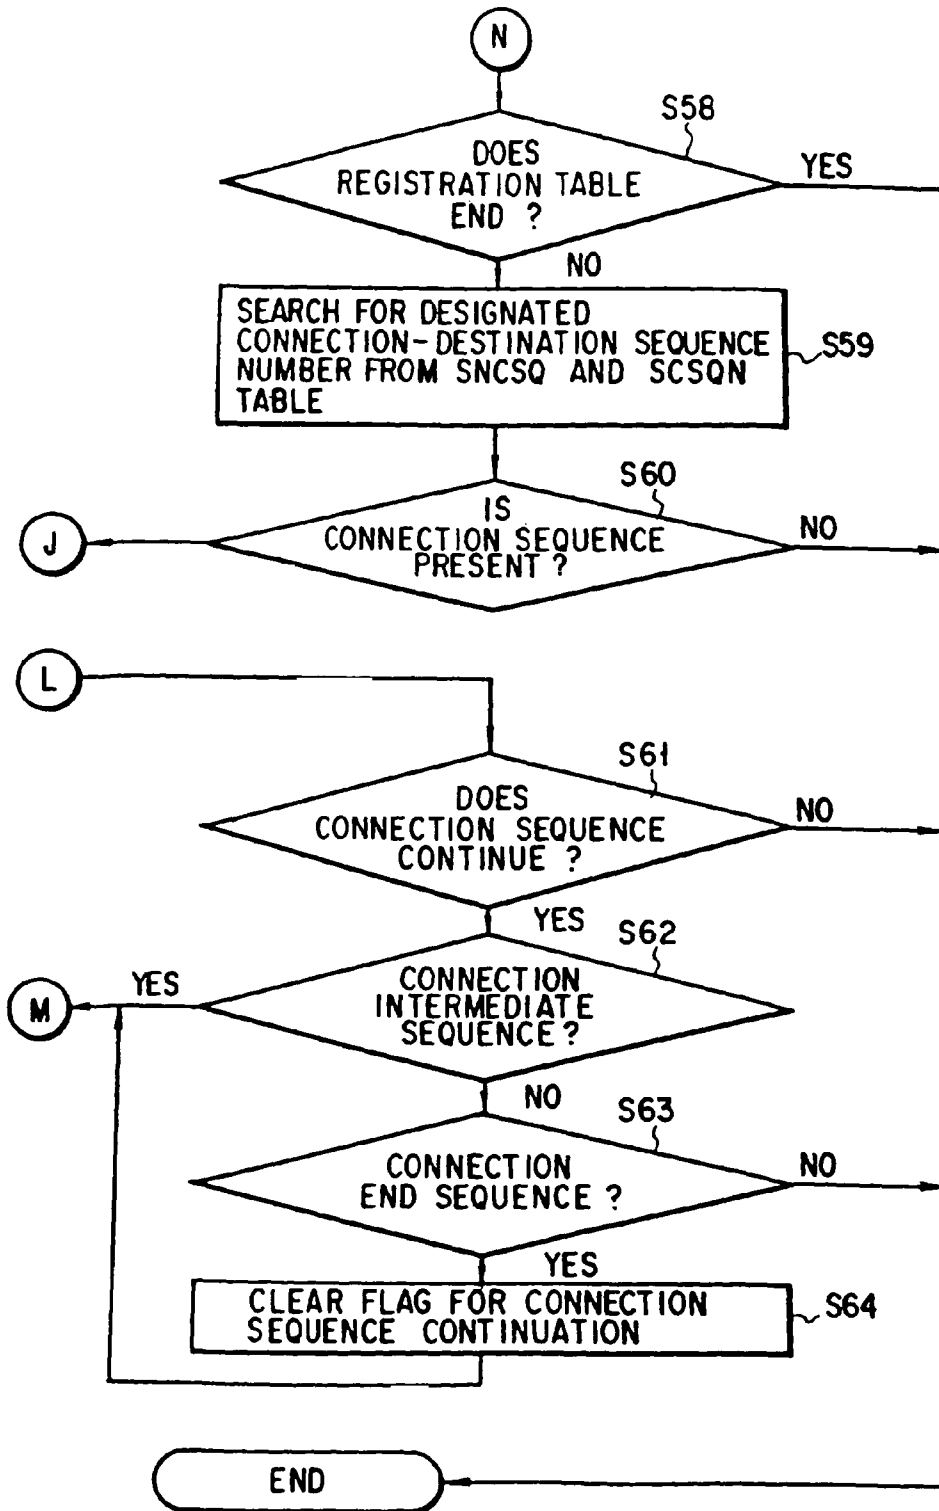 N
S58
DOES
REGISTRATION TABLE
END ?
YES
NO
SEARCH FOR DESIGNATED
CONNECTION-DESTINATION SEQUENCE
NUMBER FROM SNCSQ AND SCSQN
TABLE
S59
S60
IS
CONNECTION SEQUENCE
PRESENT ?
J
NO
L
S61
DOES
CONNECTION SEQUENCE
CONTINUE ?
NO
YES
S62
CONNECTION
INTERMEDIATE
SEQUENCE ?
YES
M
NO
S63
CONNECTION
END SEQUENCE ?
NO
YES
CLEAR FLAG FOR CONNECTION
SEQUENCE CONTINUATION
S64
END